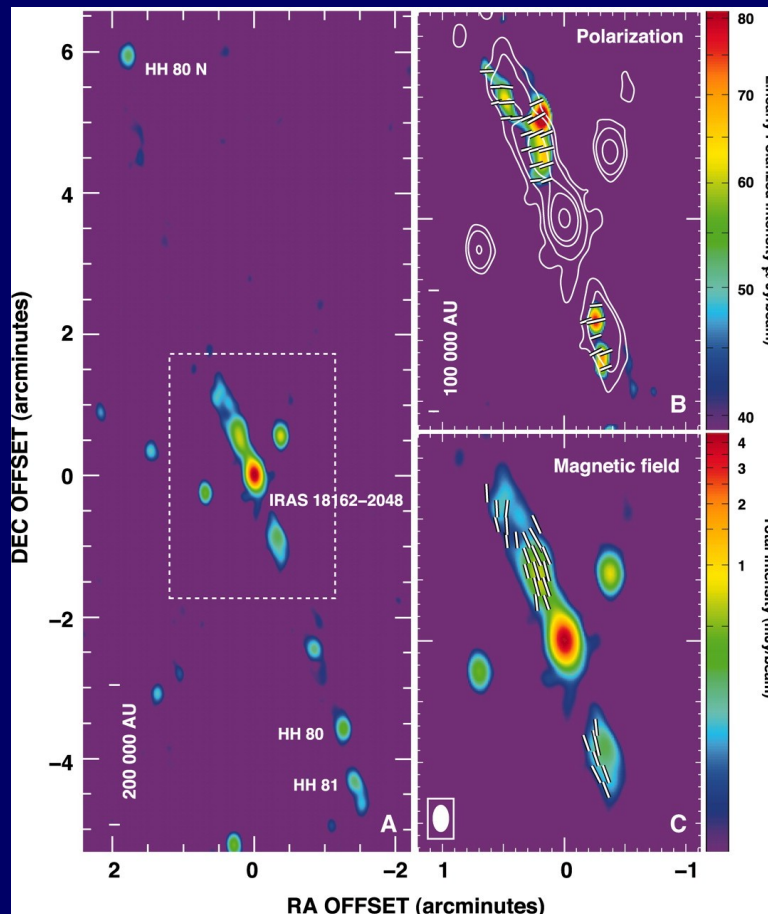 6
4
2
0
−2
−4
2
0
−2
DEC OFFSET (arcminutes)
RA OFFSET (arcminutes)
HH 80 N
IRAS 18162−2048
HH 80
HH 81
200 000 AU
A
Polarization
100 000 AU
B
Magnetic field
C
1
0
−1
80
70
60
50
40
4
3
2
1